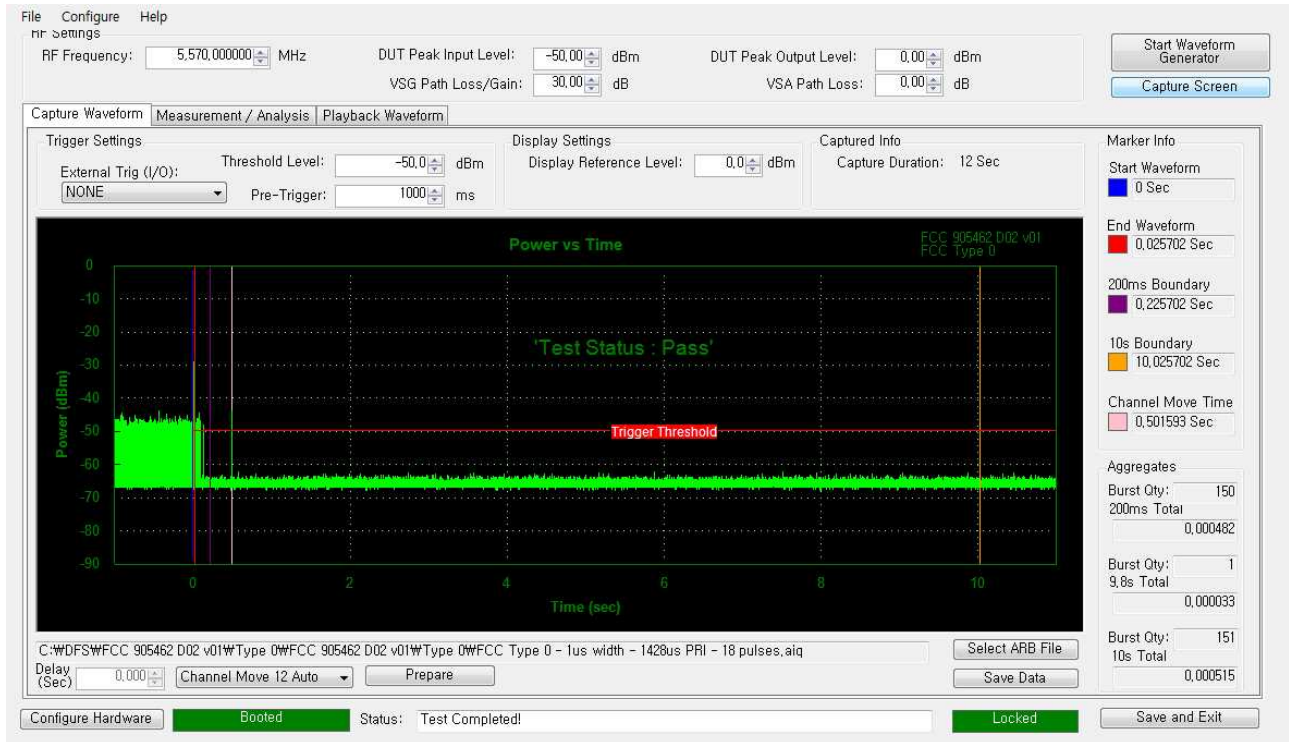 File Configure Help
RF Settings
RF Frequency: 5,570,000000 MHz DUT Peak Input Level: -50,00 dBm DUT Peak Output Level: 0,00 dBm
VSG Path Loss/Gain: 30,00 dB VSA Path Loss: 0,00 dB
Start Waveform Generator
Capture Screen
Capture Waveform Measurement / Analysis Playback Waveform
Trigger Settings
External Trig (I/O):
NONE
Threshold Level: -50,0 dBm
Pre-Trigger: 1000 ms
Display Settings
Display Reference Level: 0,0 dBm
Captured Info
Capture Duration: 12 Sec
Marker Info
Start Waveform
0 Sec
End Waveform
0,025702 Sec
200ms Boundary
0,225702 Sec
10s Boundary
10,025702 Sec
Channel Move Time
0,501593 Sec
Power vs Time
FCC 905462 D02 v01
FCC Type 0
'Test Status : Pass'
Trigger Threshold
Power (dBm)
0
-10
-20
-30
-40
-50
-60
-70
-80
-90
0 2 4 6 8 10
Time (sec)
Aggregates
Burst Qty: 150
200ms Total
0,000482
Burst Qty: 1
9,8s Total
0,000033
Burst Qty: 151
10s Total
0,000515
C:₩DFS₩FCC 905462 D02 v01₩Type 0₩FCC 905462 D02 v01₩Type 0₩FCC Type 0 - 1us width - 1428us PRI - 18 pulses,aiq
Select ARB File
Delay (Sec) 0,000 Channel Move 12 Auto Prepare Save Data
Configure Hardware Booted Status: Test Completed! Locked Save and Exit